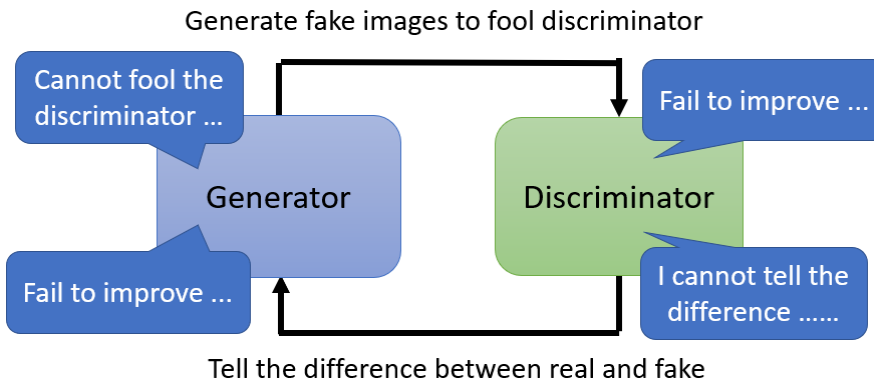 Generate fake images to fool discriminator
Cannot fool the
discriminator ...
Fail to improve ...
Generator
Discriminator
Fail to improve ...
I cannot tell the
difference ......
Tell the difference between real and fake